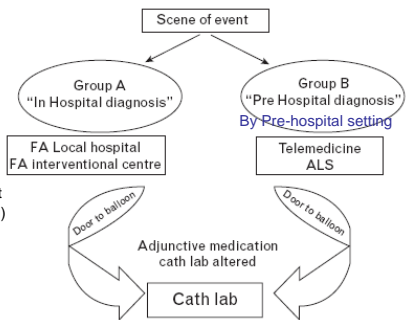 Scene of event
Group A
“In Hospital diagnosis”
Group B
“Pre Hospital diagnosis”
By Pre-hospital setting
FA Local hospital
FA interventional centre
Telemedicine
ALS
t
)
Door to balloon
Door to balloon
Adjunctive medication
cath lab altered
Cath lab